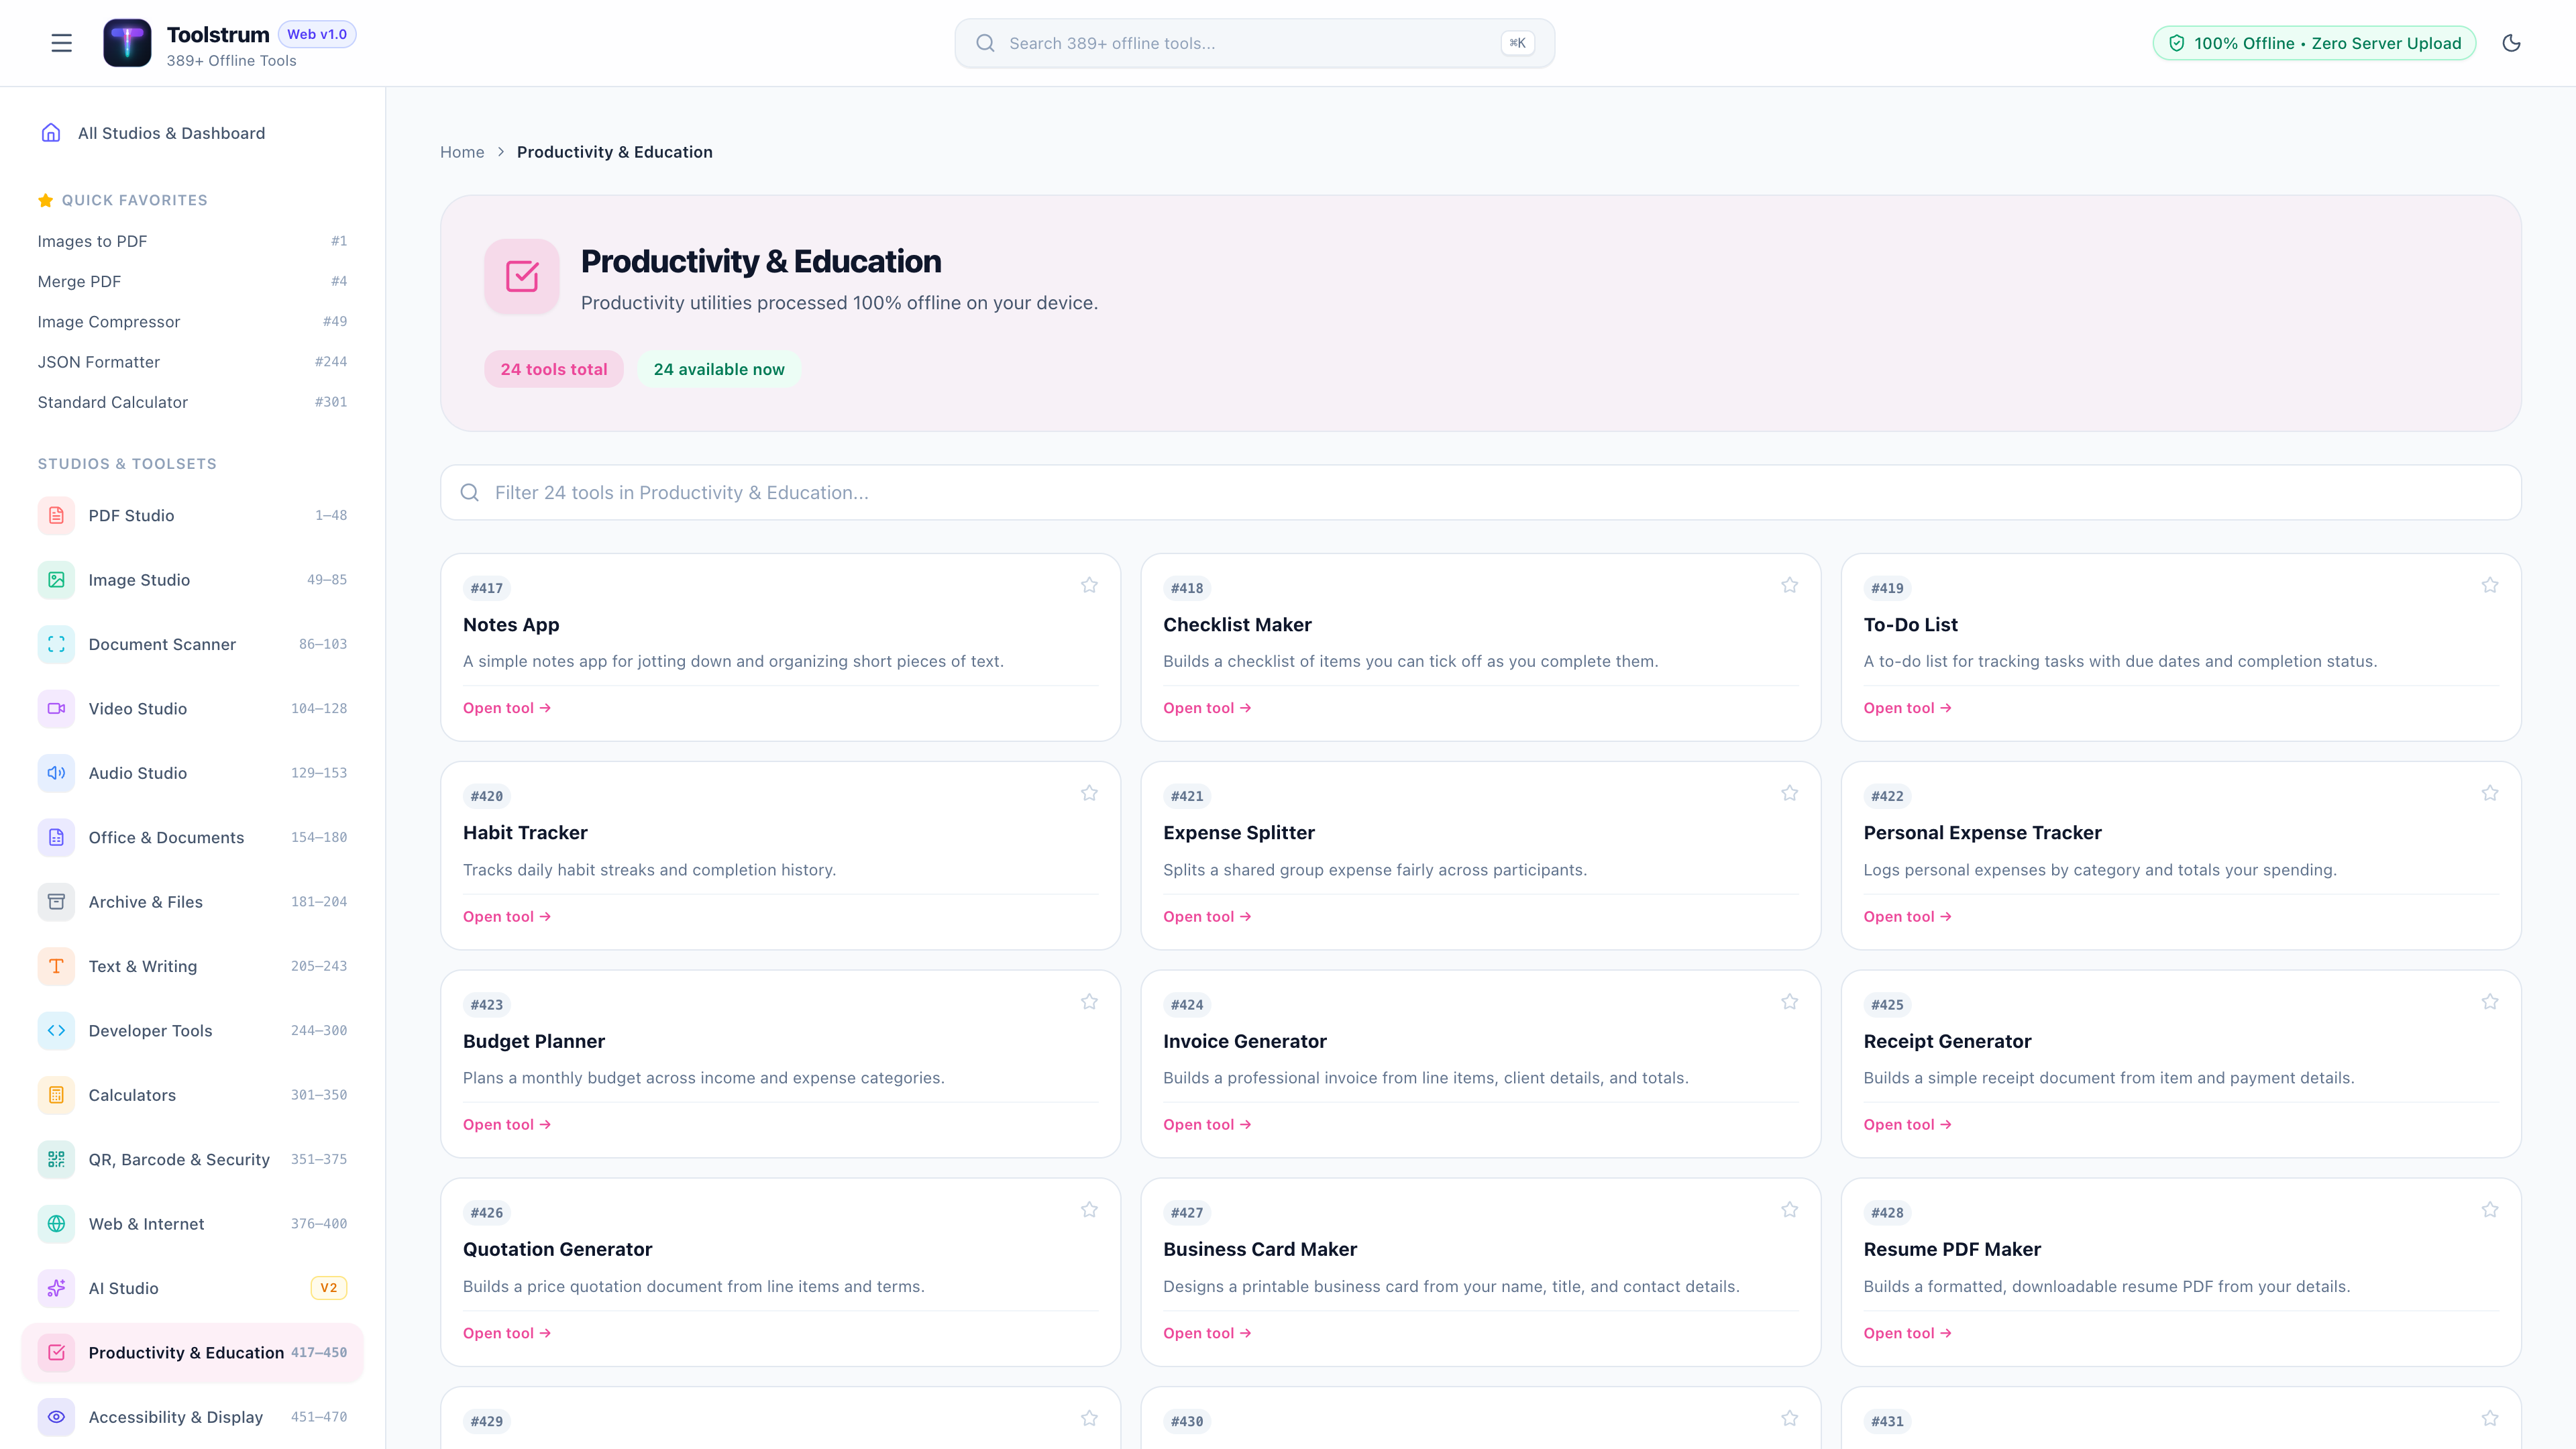 Toolstrum Web v1.0
389+ Offline Tools
Search 389+ offline tools... ⌘K
100% Offline • Zero Server Upload
All Studios & Dashboard
QUICK FAVORITES
Images to PDF #1
Merge PDF #4
Image Compressor #49
JSON Formatter #244
Standard Calculator #301
STUDIOS & TOOLSETS
PDF Studio 1–48
Image Studio 49–85
Document Scanner 86–103
Video Studio 104–128
Audio Studio 129–153
Office & Documents 154–180
Archive & Files 181–204
Text & Writing 205–243
Developer Tools 244–300
Calculators 301–350
QR, Barcode & Security 351–375
Web & Internet 376–400
AI Studio V2
Productivity & Education 417–450
Accessibility & Display 451–470
Home > Productivity & Education
Productivity & Education
Productivity utilities processed 100% offline on your device.
24 tools total 24 available now
Filter 24 tools in Productivity & Education...
#417
Notes App
A simple notes app for jotting down and organizing short pieces of text.
Open tool →
#418
Checklist Maker
Builds a checklist of items you can tick off as you complete them.
Open tool →
#419
To-Do List
A to-do list for tracking tasks with due dates and completion status.
Open tool →
#420
Habit Tracker
Tracks daily habit streaks and completion history.
Open tool →
#421
Expense Splitter
Splits a shared group expense fairly across participants.
Open tool →
#422
Personal Expense Tracker
Logs personal expenses by category and totals your spending.
Open tool →
#423
Budget Planner
Plans a monthly budget across income and expense categories.
Open tool →
#424
Invoice Generator
Builds a professional invoice from line items, client details, and totals.
Open tool →
#425
Receipt Generator
Builds a simple receipt document from item and payment details.
Open tool →
#426
Quotation Generator
Builds a price quotation document from line items and terms.
Open tool →
#427
Business Card Maker
Designs a printable business card from your name, title, and contact details.
Open tool →
#428
Resume PDF Maker
Builds a formatted, downloadable resume PDF from your details.
Open tool →
#429
#430
#431